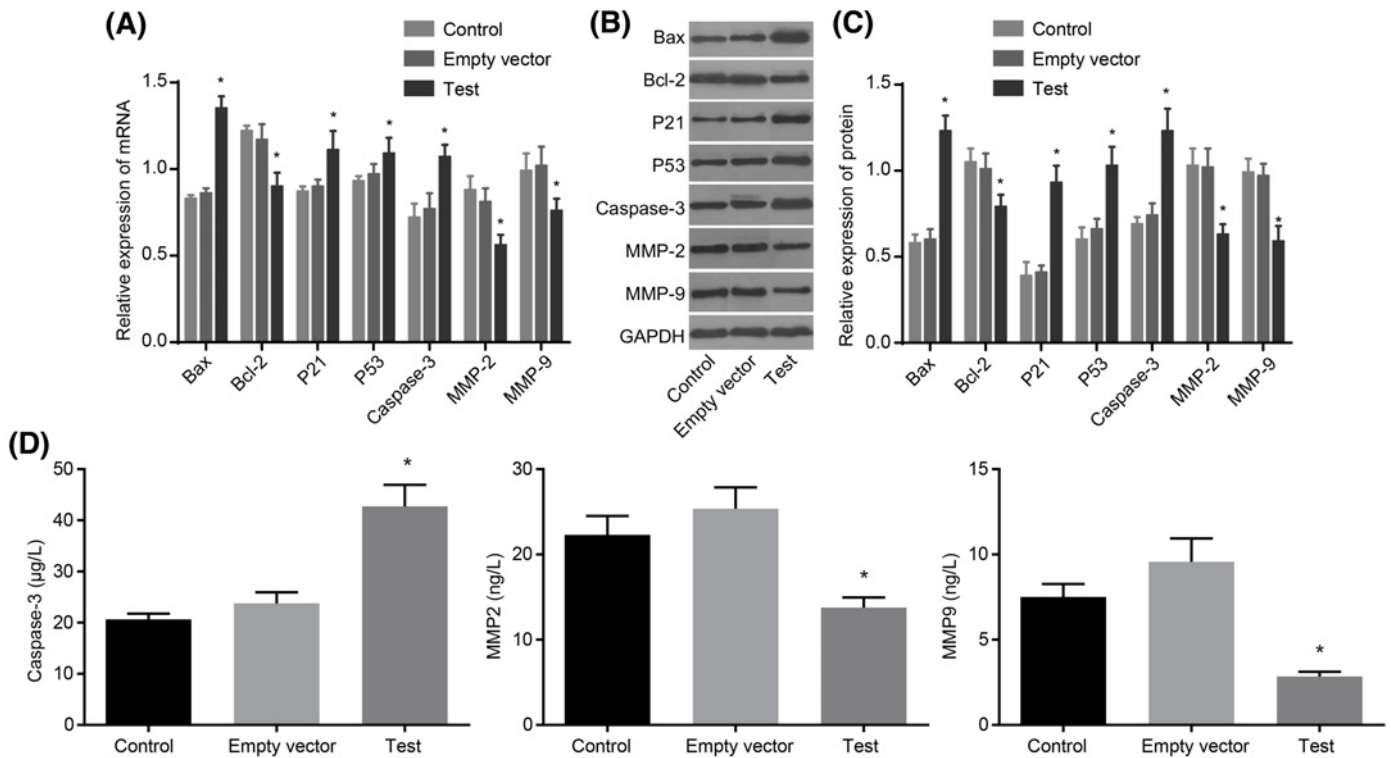 (A)
Control
Empty vector
Test
Relative expression of mRNA
1.5
1.0
0.5
0.0
* * * * * * *
Bax Bcl-2 P21 P53 Caspase-3 MMP-2 MMP-9
(B)
Bax
Bcl-2
P21
P53
Caspase-3
MMP-2
MMP-9
GAPDH
Control Empty vector Test
(C)
Control
Empty vector
Test
Relative expression of protein
1.5
1.0
0.5
0.0
* * * * * * *
Bax Bcl-2 P21 P53 Caspase-3 MMP-2 MMP-9
(D)
Caspase-3 (µg/L)
50
40
30
20
10
0
*
Control Empty vector Test
MMP2 (ng/L)
30
20
10
0
*
Control Empty vector Test
MMP9 (ng/L)
15
10
5
0
*
Control Empty vector Test